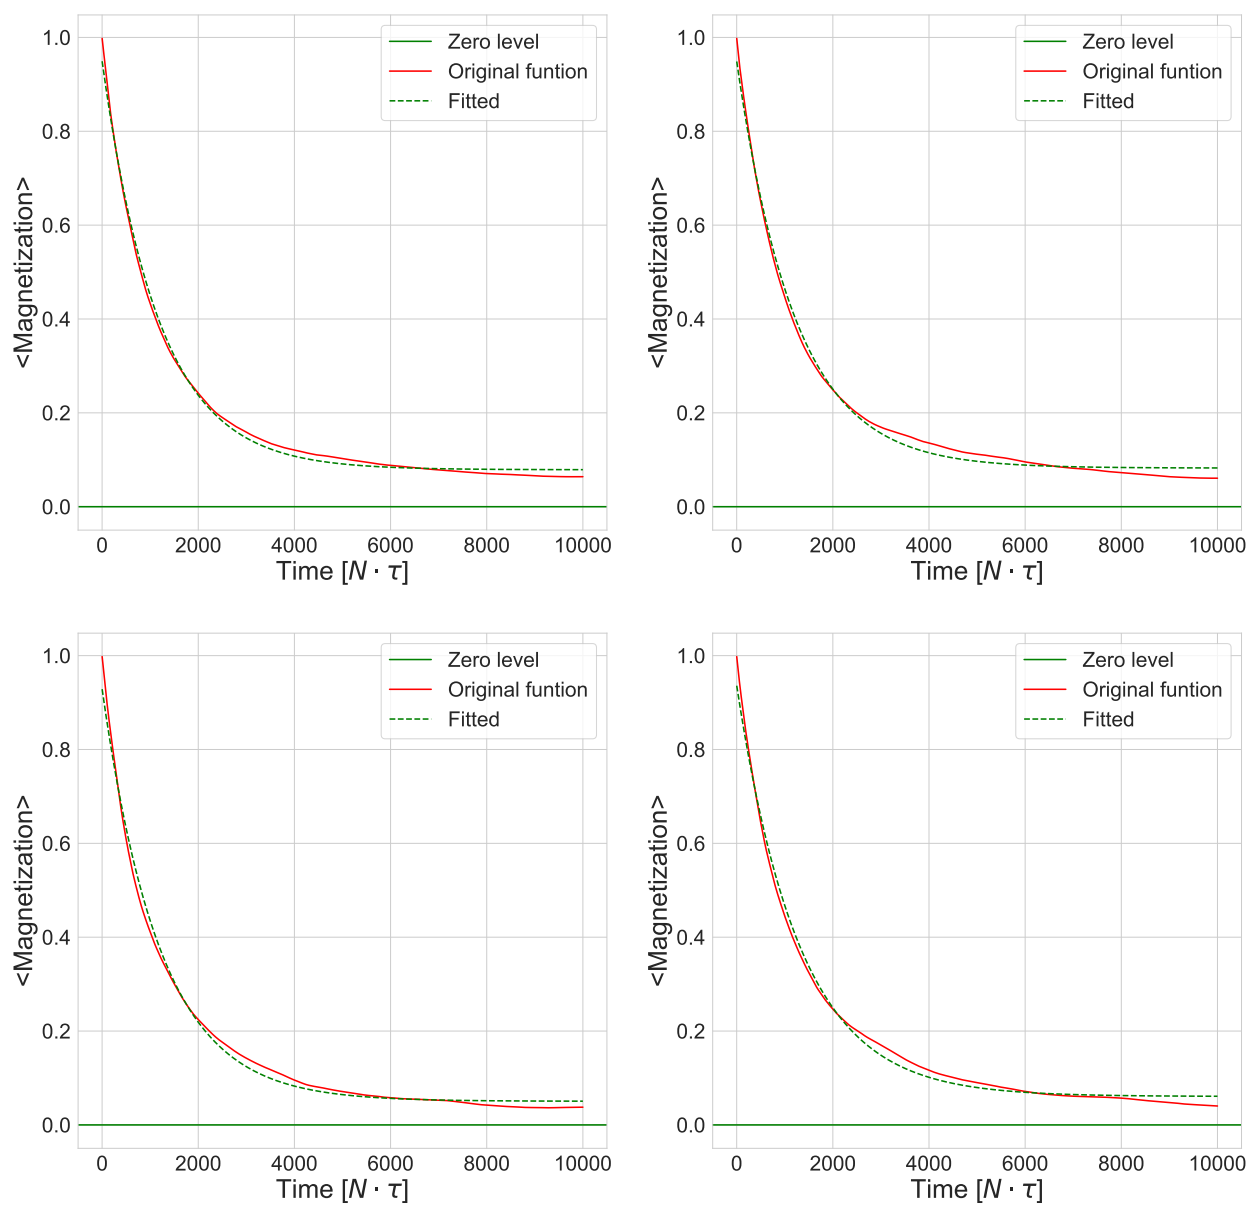 Zero level
Original funtion
Fitted
1.0
0.8
0.6
0.4
0.2
0.0
<Magnetization>
0 2000 4000 6000 8000 10000
Time [N · τ]
Zero level
Original funtion
Fitted
1.0
0.8
0.6
0.4
0.2
0.0
<Magnetization>
0 2000 4000 6000 8000 10000
Time [N · τ]
Zero level
Original funtion
Fitted
1.0
0.8
0.6
0.4
0.2
0.0
<Magnetization>
0 2000 4000 6000 8000 10000
Time [N · τ]
Zero level
Original funtion
Fitted
1.0
0.8
0.6
0.4
0.2
0.0
<Magnetization>
0 2000 4000 6000 8000 10000
Time [N · τ]